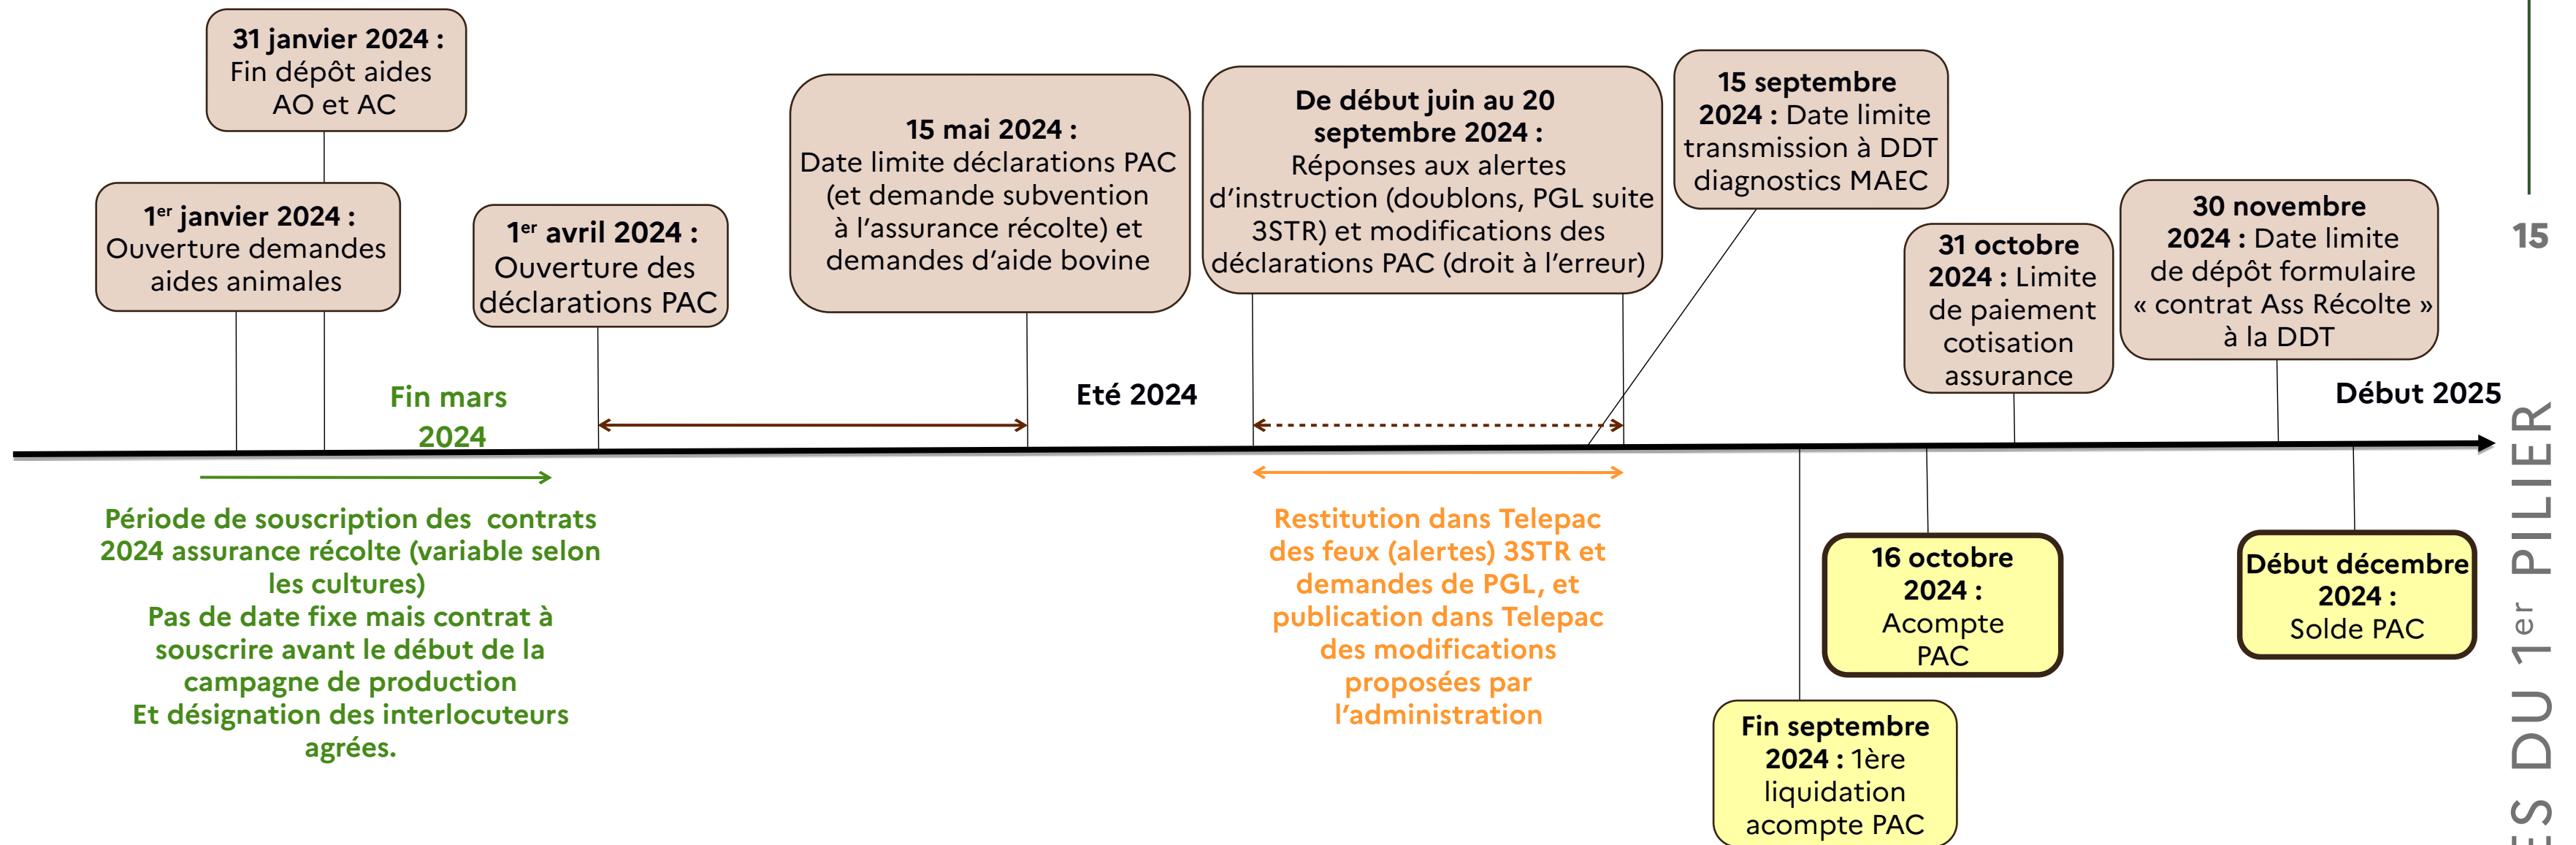 31 janvier 2024 :
Fin dépôt aides
AO et AC
1er janvier 2024 :
Ouverture demandes
aides animales
1er avril 2024 :
Ouverture des
déclarations PAC
15 mai 2024 :
Date limite déclarations PAC
(et demande subvention
à l’assurance récolte) et
demandes d’aide bovine
De début juin au 20
septembre 2024 :
Réponses aux alertes
d’instruction (doublons, PGL suite
3STR) et modifications des
déclarations PAC (droit à l’erreur)
15 septembre
2024 : Date limite
transmission à DDT
diagnostics MAEC
31 octobre
2024 : Limite
de paiement
cotisation
assurance
30 novembre
2024 : Date limite
de dépôt formulaire
« contrat Ass Récolte »
à la DDT
15
Fin mars
2024
Eté 2024
Début 2025
Période de souscription des  contrats
2024 assurance récolte (variable selon
les cultures)
Pas de date fixe mais contrat à
souscrire avant le début de la
campagne de production
Et désignation des interlocuteurs
agrées.
Restitution dans Telepac
des feux (alertes) 3STR et
demandes de PGL, et
publication dans Telepac
des modifications
proposées par
l’administration
Fin septembre
2024 : 1ère
liquidation
acompte PAC
16 octobre
2024 :
Acompte
PAC
Début décembre
2024 :
Solde PAC
ES DU 1er PILIER